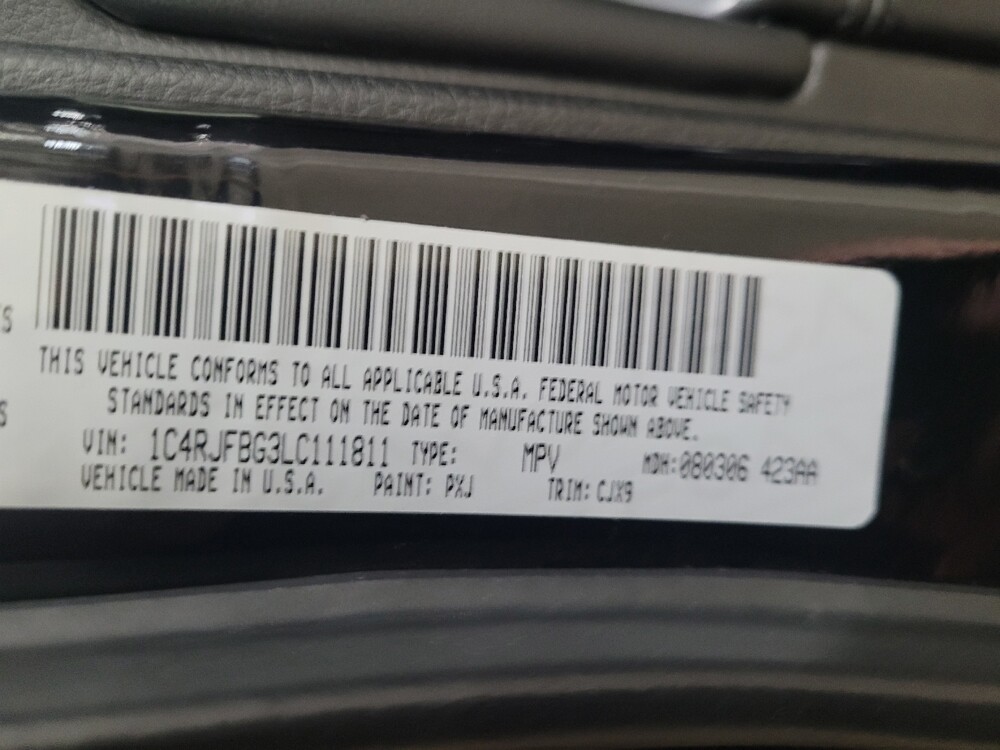 THIS VEHICLE CONFORMS TO ALL APPLICABLE U.S.A. FEDERAL MOTOR VEHICLE SAFETY
STANDARDS IN EFFECT ON THE DATE OF MANUFACTURE SHOWN ABOVE.
VIN: 1C4RJFBG3LC111811 TYPE: MPV MDH:080306 423AA
VEHICLE MADE IN U.S.A. PAINT: PXJ TRIM: CJX9